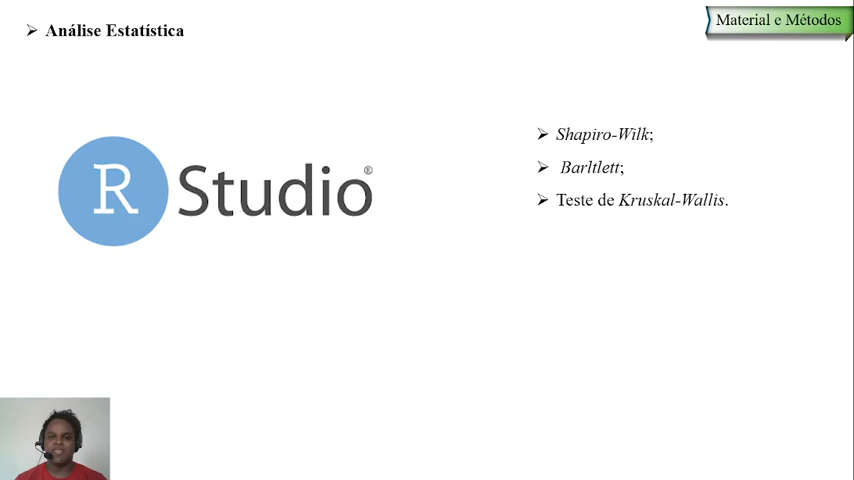 Material e Métodos
➢ Análise Estatística
R Studio®
➢ Shapiro-Wilk;
➢ Barltlett;
➢ Teste de Kruskal-Wallis.